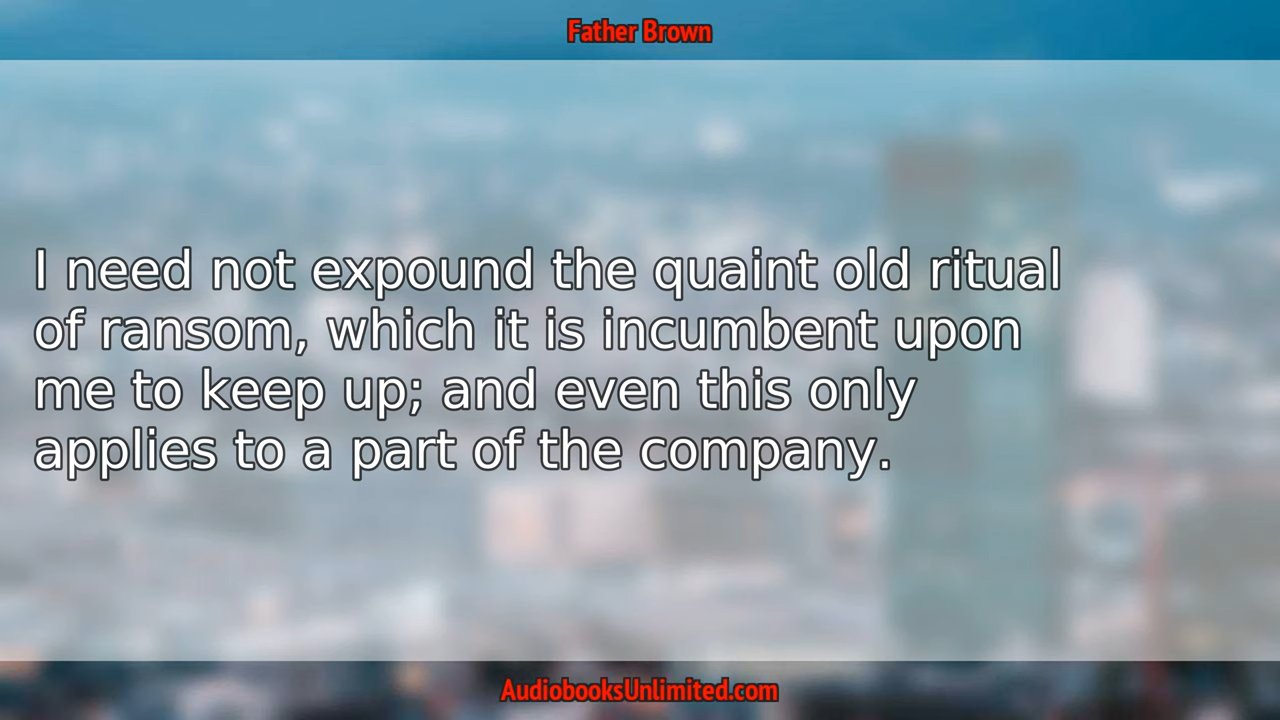 Father Brown
I need not expound the quaint old ritual
of ransom, which it is incumbent upon
me to keep up; and even this only
applies to a part of the company.
AudiobooksUnlimited.com